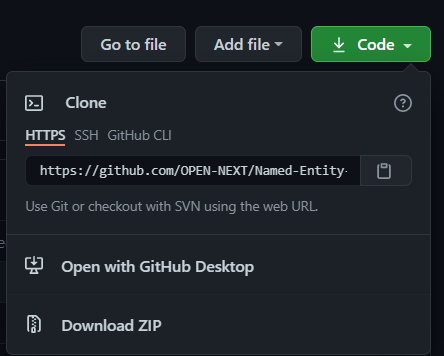 Go to file Add file Code
Clone
HTTPS SSH GitHub CLI
https://github.com/OPEN-NEXT/Named-Entity-
Use Git or checkout with SVN using the web URL.
Open with GitHub Desktop
Download ZIP